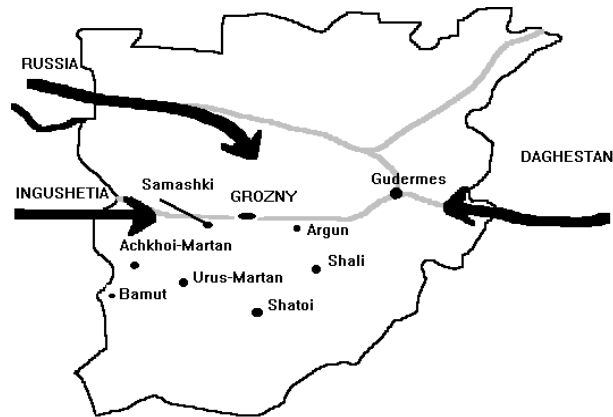 RUSSIA
DAGHESTAN
Gudermes
Samashki
INGUSHETIA
GROZNY
Argun
Achkhoi-Martan
Shali
Urus-Martan
Bamut
Shatoi